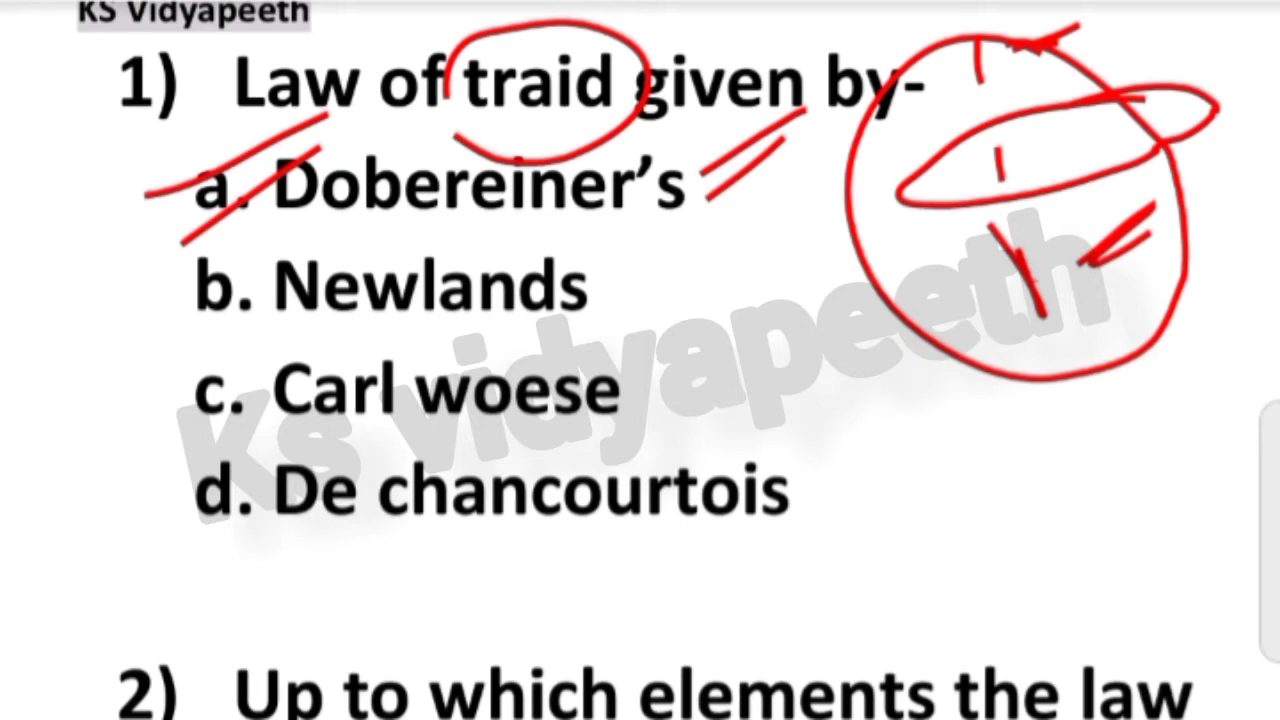 KS Vidyapeeth
1) Law of traid given by-
a. Dobereiner’s
b. Newlands
c. Carl woese
d. De chancourtois
Ks vidyapeeth
2) Up to which elements the law